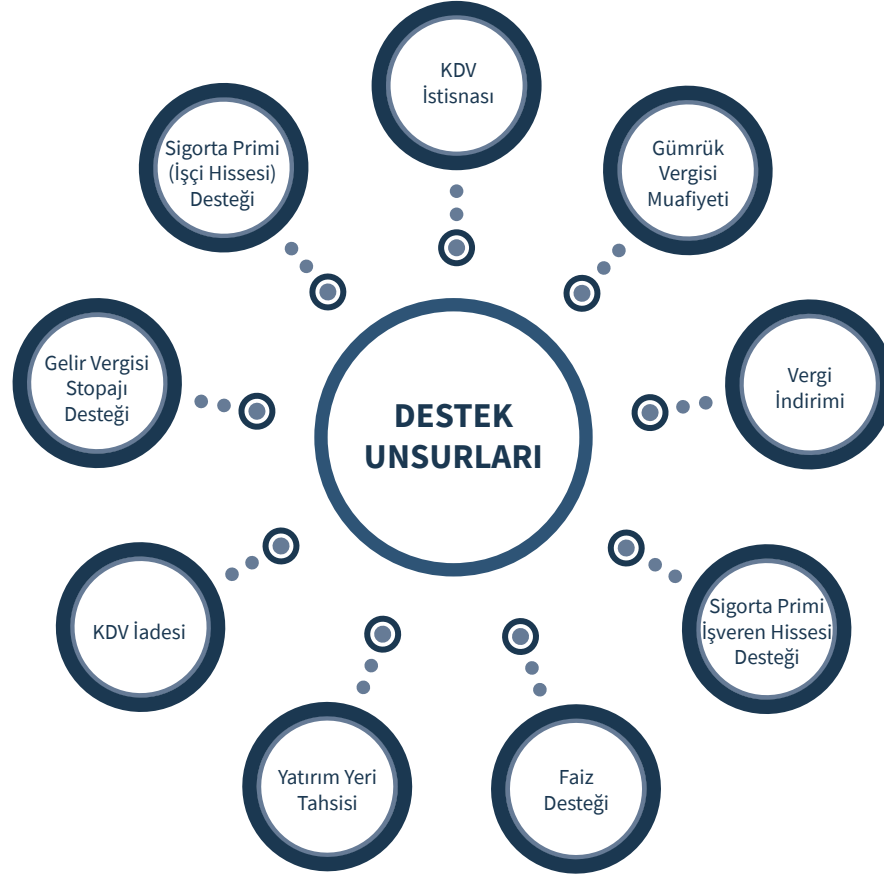 DESTEK
UNSURLARI
KDV
İstisnası
Gümrük
Vergisi
Muafiyeti
Vergi
İndirimi
Sigorta Primi
İşveren Hissesi
Desteği
Faiz
Desteği
Yatırım Yeri
Tahsisi
KDV İadesi
Gelir Vergisi
Stopajı
Desteği
Sigorta Primi
(İşçi Hissesi)
Desteği